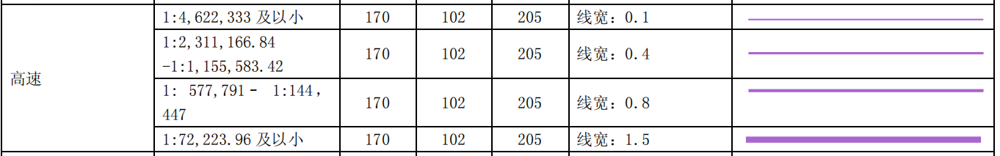 高速
1:4,622,333 及以小 170 102 205 线宽：0.1
1:2,311,166.84
-1:1,155,583.42
170 102 205 线宽：0.4
1: 577,791－ 1:144，
447
170 102 205 线宽：0.8
1:72,223.96 及以小 170 102 205 线宽：1.5